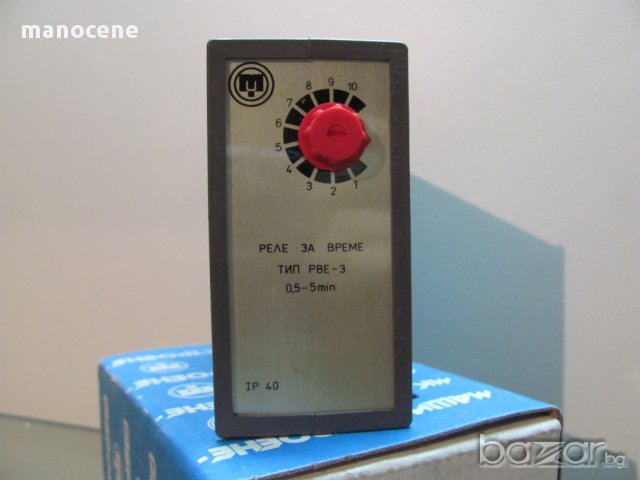 manocene
8 9 10
7
6
5
4
3 2 1
РЕЛЕ ЗА ВРЕМЕ
ТИП РВЕ-3
0,5-5min
IP 40
bazar.bg